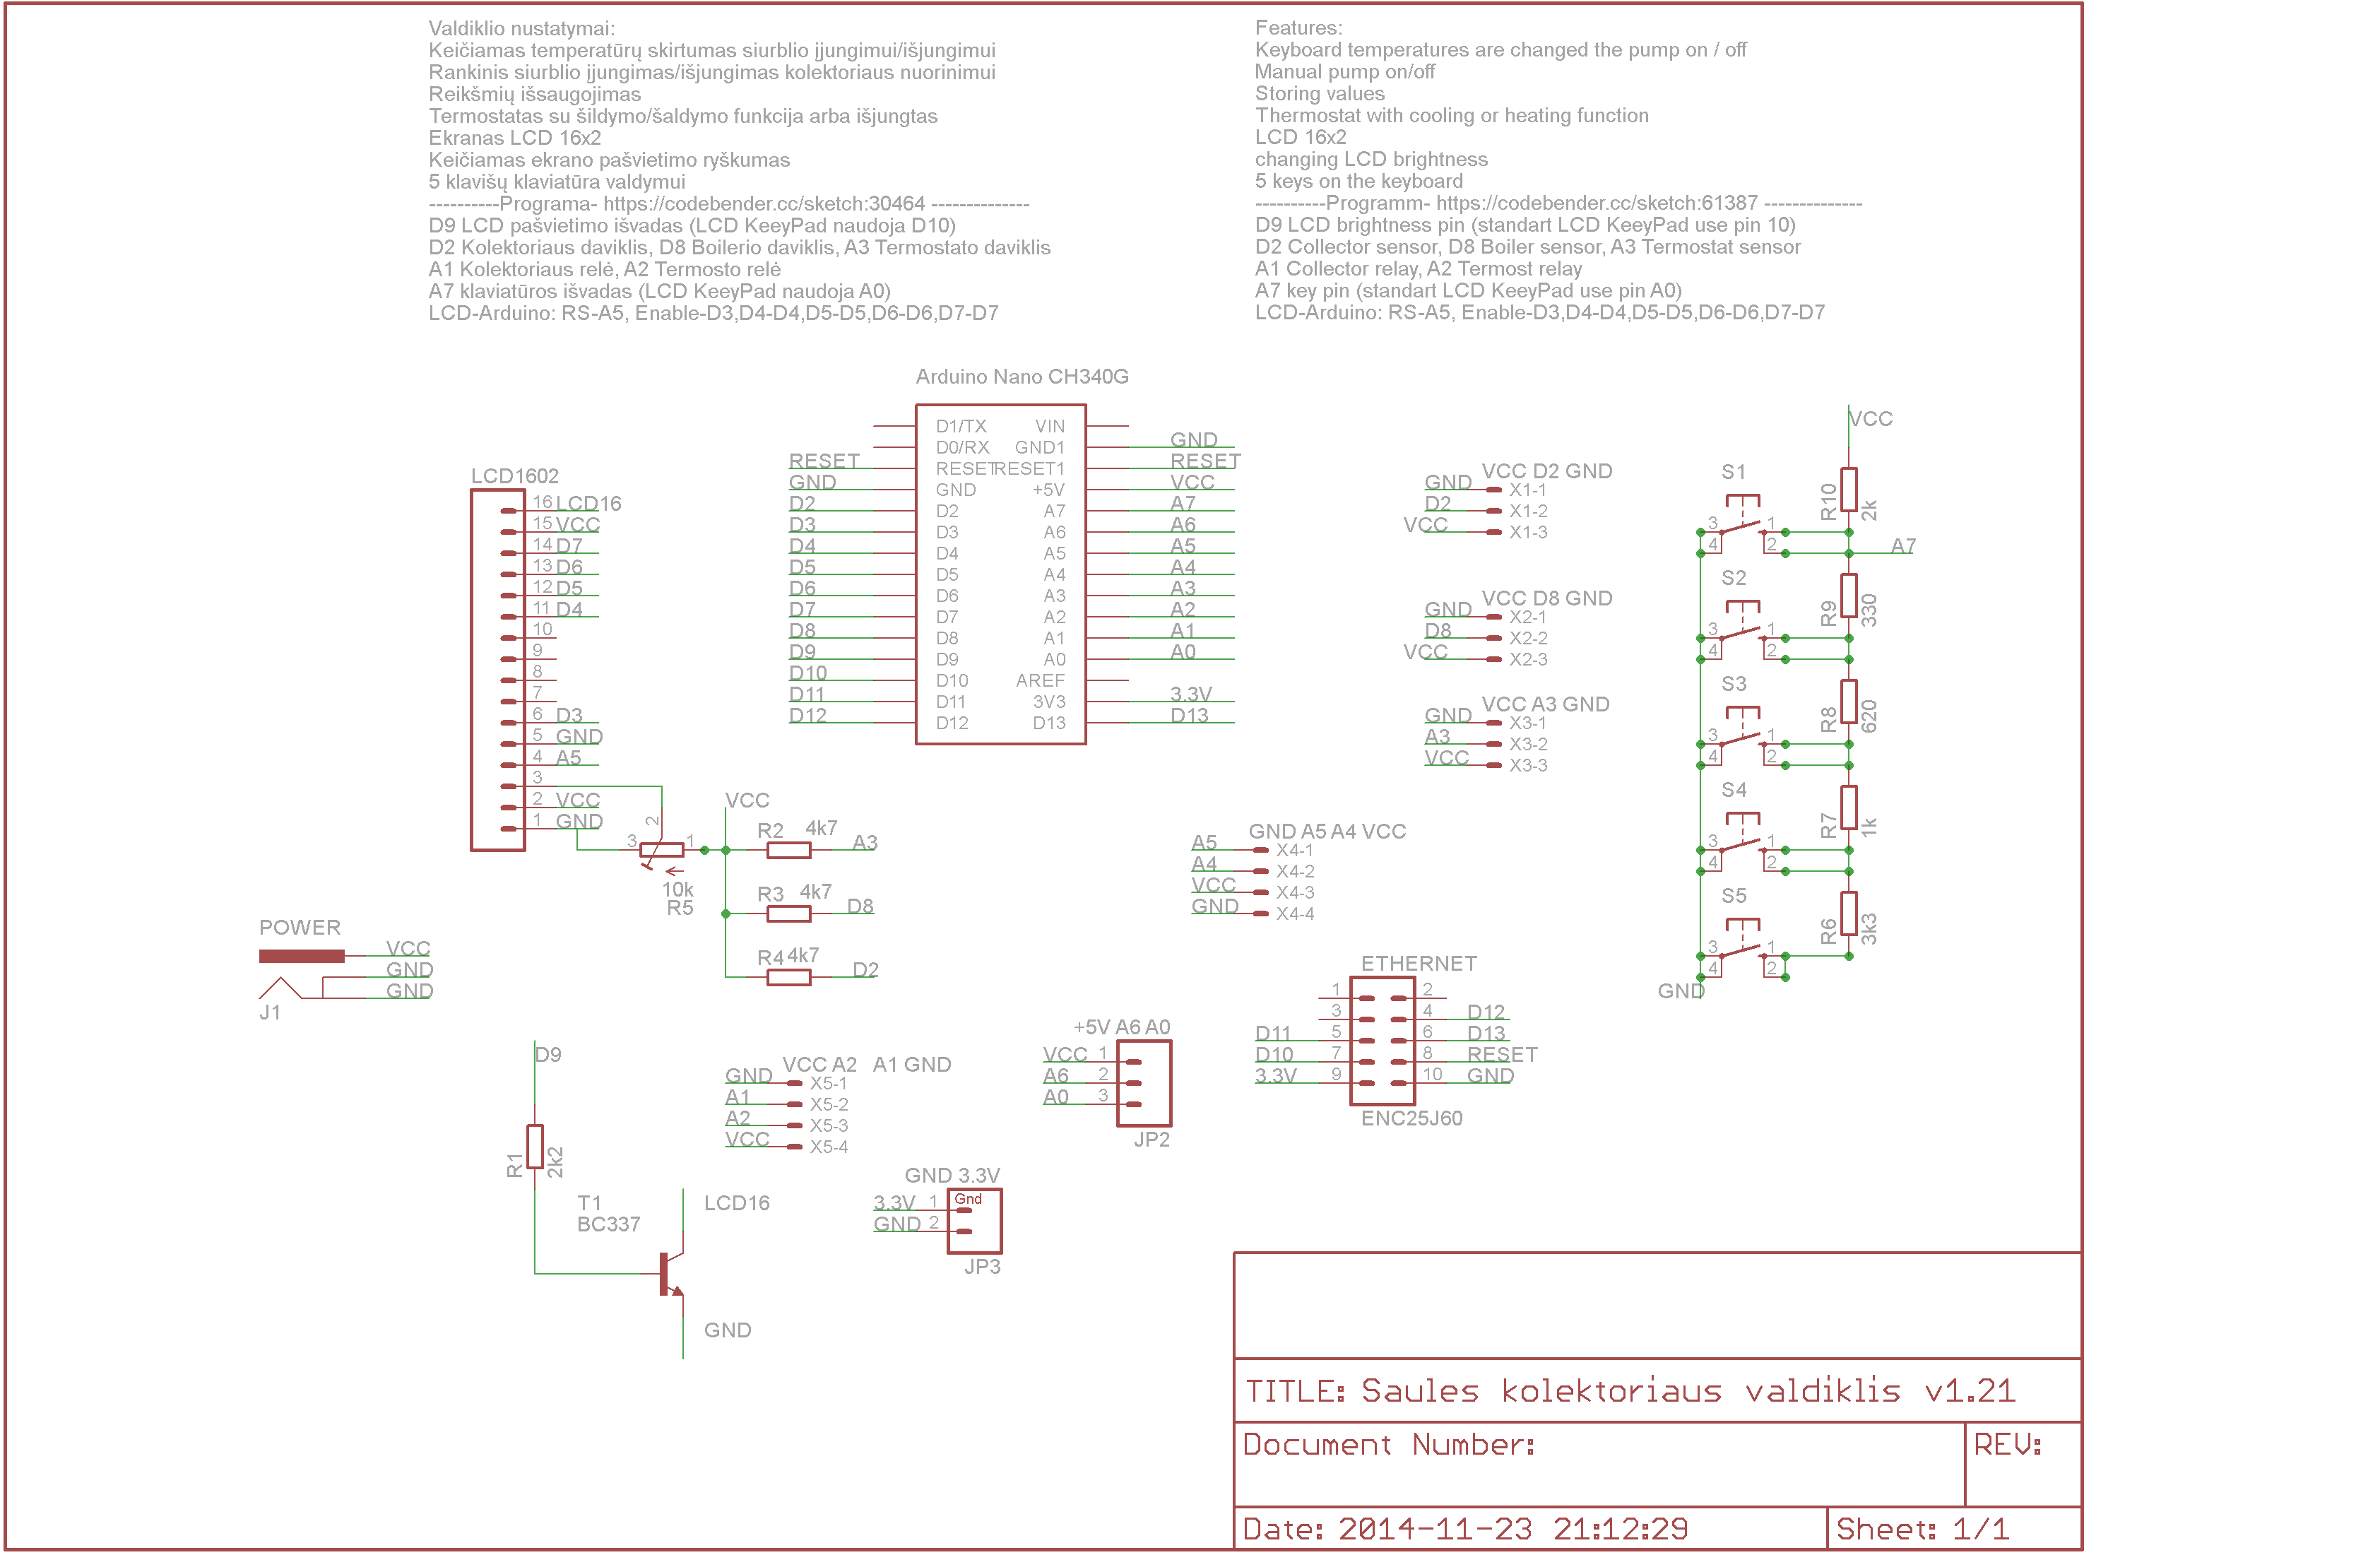 Valdiklio nustatymai:
Keičiamas temperatūrų skirtumas siurblio įjungimui/išjungimui
Rankinis siurblio įjungimas/išjungimas kolektoriaus nuorinimui
Reikšmių išsaugojimas
Termostatas su šildymo/šaldymo funkcija arba išjungtas
Ekranas LCD 16x2
Keičiamas ekrano pašvietimo ryškumas
5 klavišų klaviatūra valdymui
----------Programa- https://codebender.cc/sketch:30464 --------------
D9 LCD pašvietimo išvadas (LCD KeeyPad naudoja D10)
D2 Kolektoriaus daviklis, D8 Boilerio daviklis, A3 Termostato daviklis
A1 Kolektoriaus relė, A2 Termosto relė
A7 klaviatūros išvadas (LCD KeeyPad naudoja A0)
LCD-Arduino: RS-A5, Enable-D3,D4-D4,D5-D5,D6-D6,D7-D7
Features:
Keyboard temperatures are changed the pump on / off
Manual pump on/off
Storing values
Thermostat with cooling or heating function
LCD 16x2
changing LCD brightness
5 keys on the keyboard
----------Programm- https://codebender.cc/sketch:61387 --------------
D9 LCD brightness pin (standart LCD KeeyPad use pin 10)
D2 Collector sensor, D8 Boiler sensor, A3 Termostat sensor
A1 Collector relay, A2 Termost relay
A7 key pin (standart LCD KeeyPad use pin A0)
LCD-Arduino: RS-A5, Enable-D3,D4-D4,D5-D5,D6-D6,D7-D7
LCD1602
16 LCD16
15 VCC
14 D7
13 D6
12 D5
11 D4
10
9
8
7
6 D3
5 GND
4 A5
3
2 VCC
1 GND
Arduino Nano CH340G
D1/TX VIN
D0/RX GND1 GND
RESET RESET RESET1 RESET
GND GND +5V VCC
D2 D2 A7 A7
D3 D3 A6 A6
D4 D4 A5 A5
D5 D5 A4 A4
D6 D6 A3 A3
D7 D7 A2 A2
D8 D8 A1 A1
D9 D9 A0 A0
D10 D10 AREF
D11 D11 3V3 3.3V
D12 D12 D13 D13
VCC D2 GND
GND X1-1
D2 X1-2
VCC X1-3
VCC D8 GND
GND X2-1
D8 X2-2
VCC X2-3
VCC A3 GND
GND X3-1
A3 X3-2
VCC X3-3
VCC
R10 2k
A7
S1
3 1
4 2
R9 330
S2
3 1
4 2
R8 620
S3
3 1
4 2
R7 1k
S4
3 1
4 2
R6 3k3
S5
3 1
4 2
GND
3 2 1
10k
R5
VCC
R2 4k7 A3
R3 4k7 D8
R4 4k7 D2
GND A5 A4 VCC
A5 X4-1
A4 X4-2
VCC X4-3
GND X4-4
POWER
VCC
GND
GND
J1
ETHERNET
1 2
3 4 D12
D11 5 6 D13
D10 7 8 RESET
3.3V 9 10 GND
ENC25J60
+5V A6 A0
VCC 1
A6 2
A0 3
JP2
VCC A2 A1 GND
GND X5-1
A1 X5-2
A2 X5-3
VCC X5-4
GND 3.3V
3.3V 1 Gnd
GND 2
JP3
D9
R1 2k2
T1
BC337
LCD16
GND
TITLE: Saules kolektoriaus valdiklis v1.21
Document Number:
REV:
Date: 2014-11-23 21:12:29
Sheet: 1/1